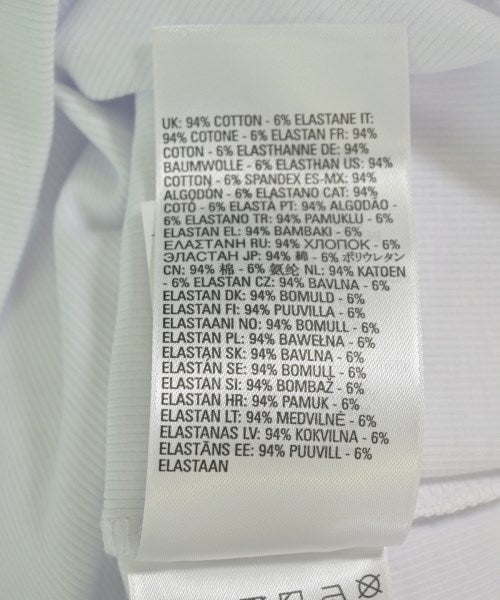 UK: 94% COTTON - 6% ELASTANE IT:
94% COTONE - 6% ELASTAN FR: 94%
COTON - 6% ELASTHANNE DE: 94%
BAUMWOLLE - 6% ELASTHAN US: 94%
COTTON - 6% SPANDEX ES-MX: 94%
ALGODÓN - 6% ELASTANO CAT: 94%
COTÓ - 6% ELASTÀ PT: 94% ALGODÃO -
6% ELASTANO TR: 94% PAMUKLU - 6%
ELASTAN EL: 94% ΒΑΜΒΑΚΙ - 6%
ΕΛΑΣΤΑΝΗ RU: 94% ХЛОПОК - 6%
ЭЛАСТАН JP: 94% 綿 - 6% ポリウレタン
CN: 94% 棉 - 6% 氨纶 NL: 94% KATOEN
- 6% ELASTAN CZ: 94% BAVLNA - 6%
ELASTAN DK: 94% BOMULD - 6%
ELASTAN FI: 94% PUUVILLA - 6%
ELASTAANI NO: 94% BOMULL - 6%
ELASTAN PL: 94% BAWEŁNA - 6%
ELASTAN SK: 94% BAVLNA - 6%
ELASTAN SE: 94% BOMULL - 6%
ELASTAN SI: 94% BOMBAŽ - 6%
ELASTAN HR: 94% PAMUK - 6%
ELASTAN LT: 94% MEDVILNĖ - 6%
ELASTANAS LV: 94% KOKVILNA - 6%
ELASTĀNS EE: 94% PUUVILL - 6%
ELASTAAN